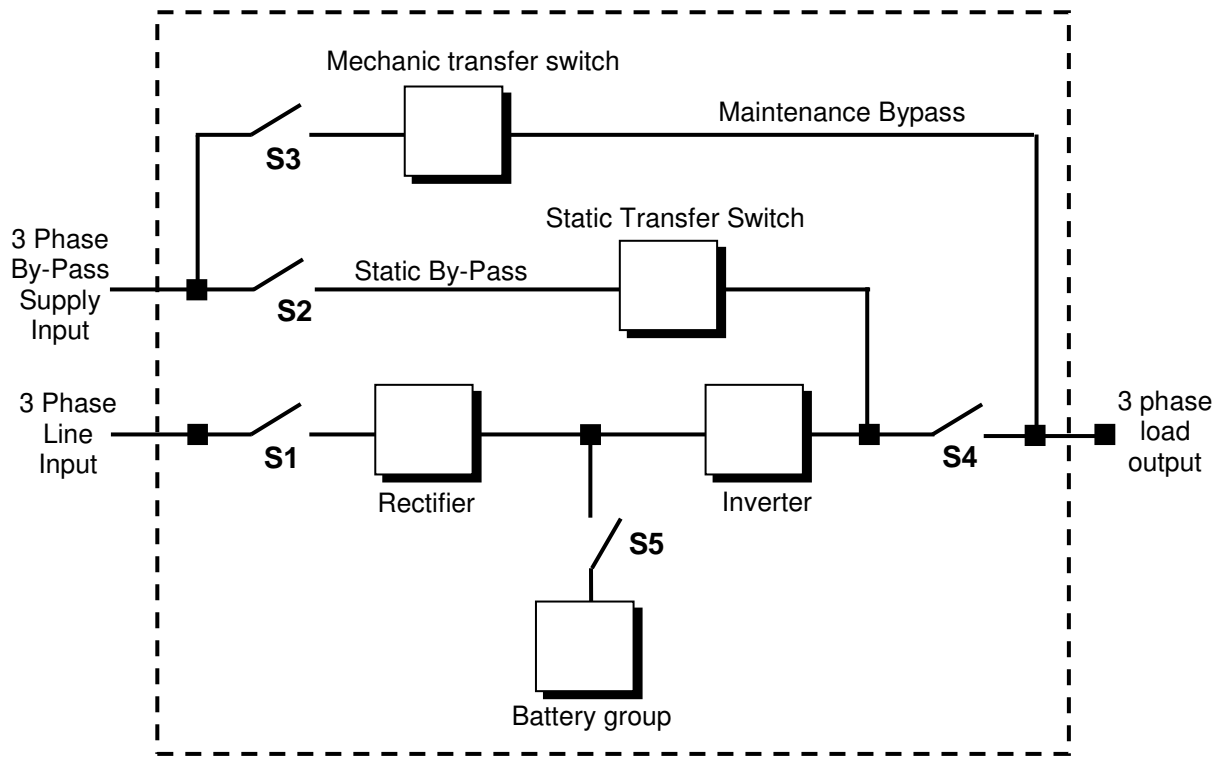 Mechanic transfer switch
Maintenance Bypass
S3
Static Transfer Switch
3 Phase
By-Pass
Supply
Input
Static By-Pass
S2
3 Phase
Line
Input
S1
Rectifier
Inverter
S4
3 phase
load
output
S5
Battery group